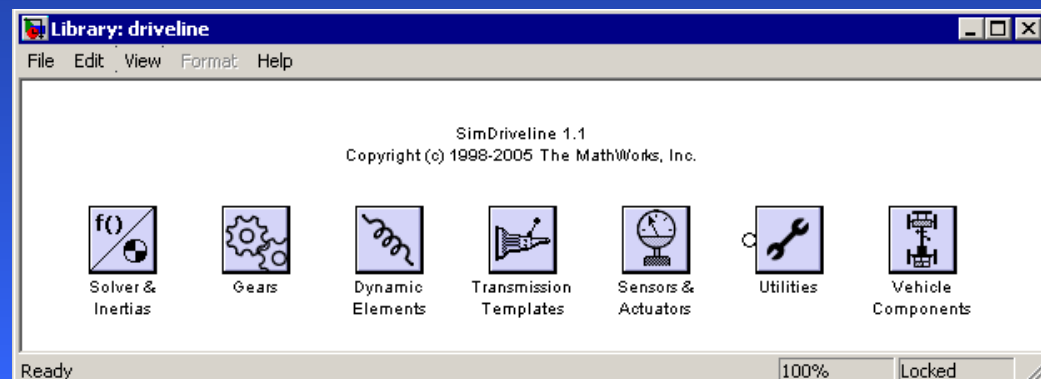 Library: driveline
File Edit View Format Help
SimDriveline 1.1
Copyright (c) 1998-2005 The MathWorks, Inc.
f()
Solver & Inertias
Gears
Dynamic Elements
Transmission Templates
Sensors & Actuators
Utilities
Vehicle Components
Ready 100% Locked